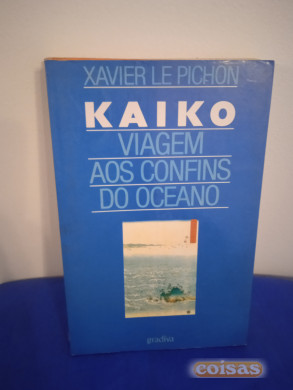 XAVIER LE PICHON
KAIKO
VIAGEM
AOS CONFINS
DO OCEANO
gradiva
coisas